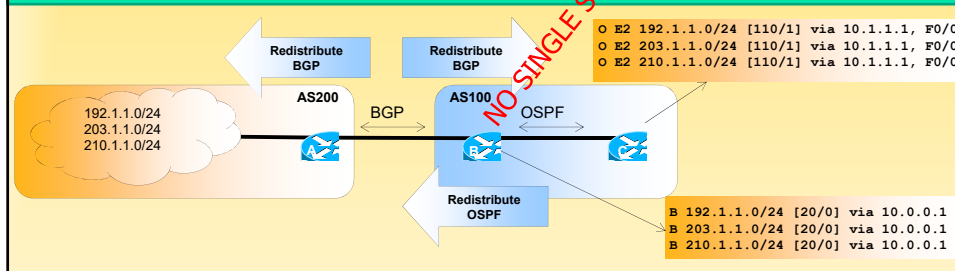 NO SINGLE S
O E2 192.1.1.0/24 [110/1] via 10.1.1.1, F0/0
O E2 203.1.1.0/24 [110/1] via 10.1.1.1, F0/0
O E2 210.1.1.0/24 [110/1] via 10.1.1.1, F0/0
Redistribute
BGP
Redistribute
BGP
AS200
AS100
192.1.1.0/24
203.1.1.0/24
210.1.1.0/24
BGP
OSPF
A
B
C
Redistribute
OSPF
B 192.1.1.0/24 [20/0] via 10.0.0.1
B 203.1.1.0/24 [20/0] via 10.0.0.1
B 210.1.1.0/24 [20/0] via 10.0.0.1